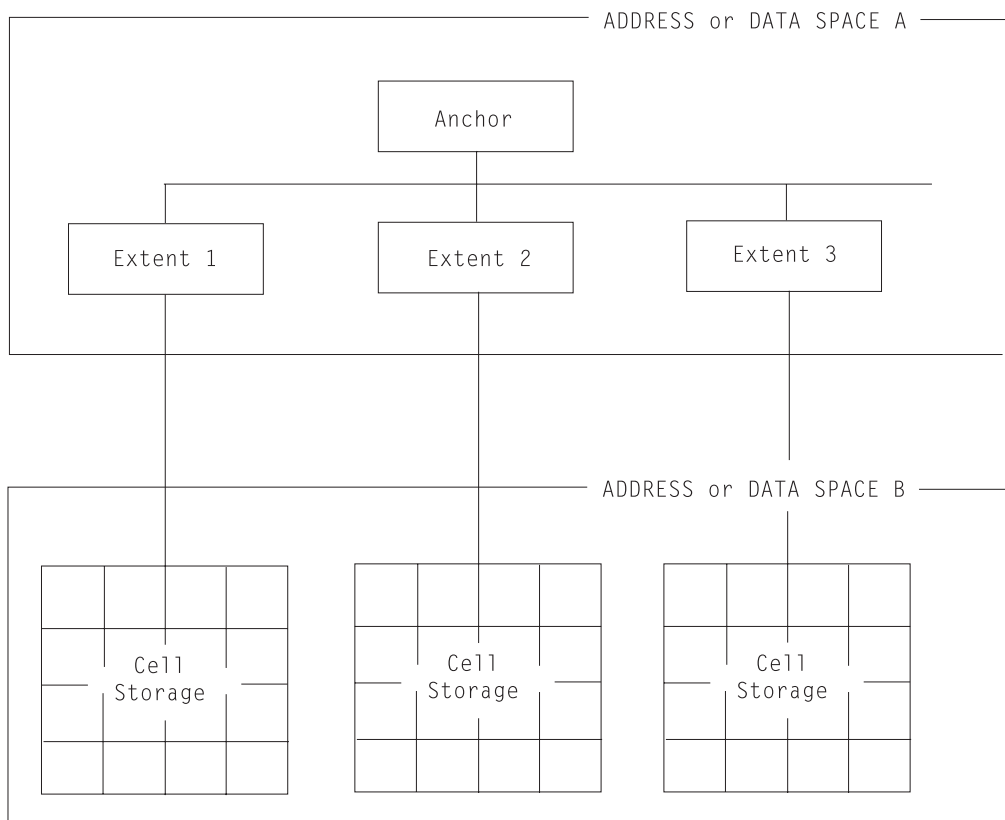 ADDRESS or DATA SPACE A
Anchor
Extent 1
Extent 2
Extent 3
ADDRESS or DATA SPACE B
Cell
Storage
Cell
Storage
Cell
Storage